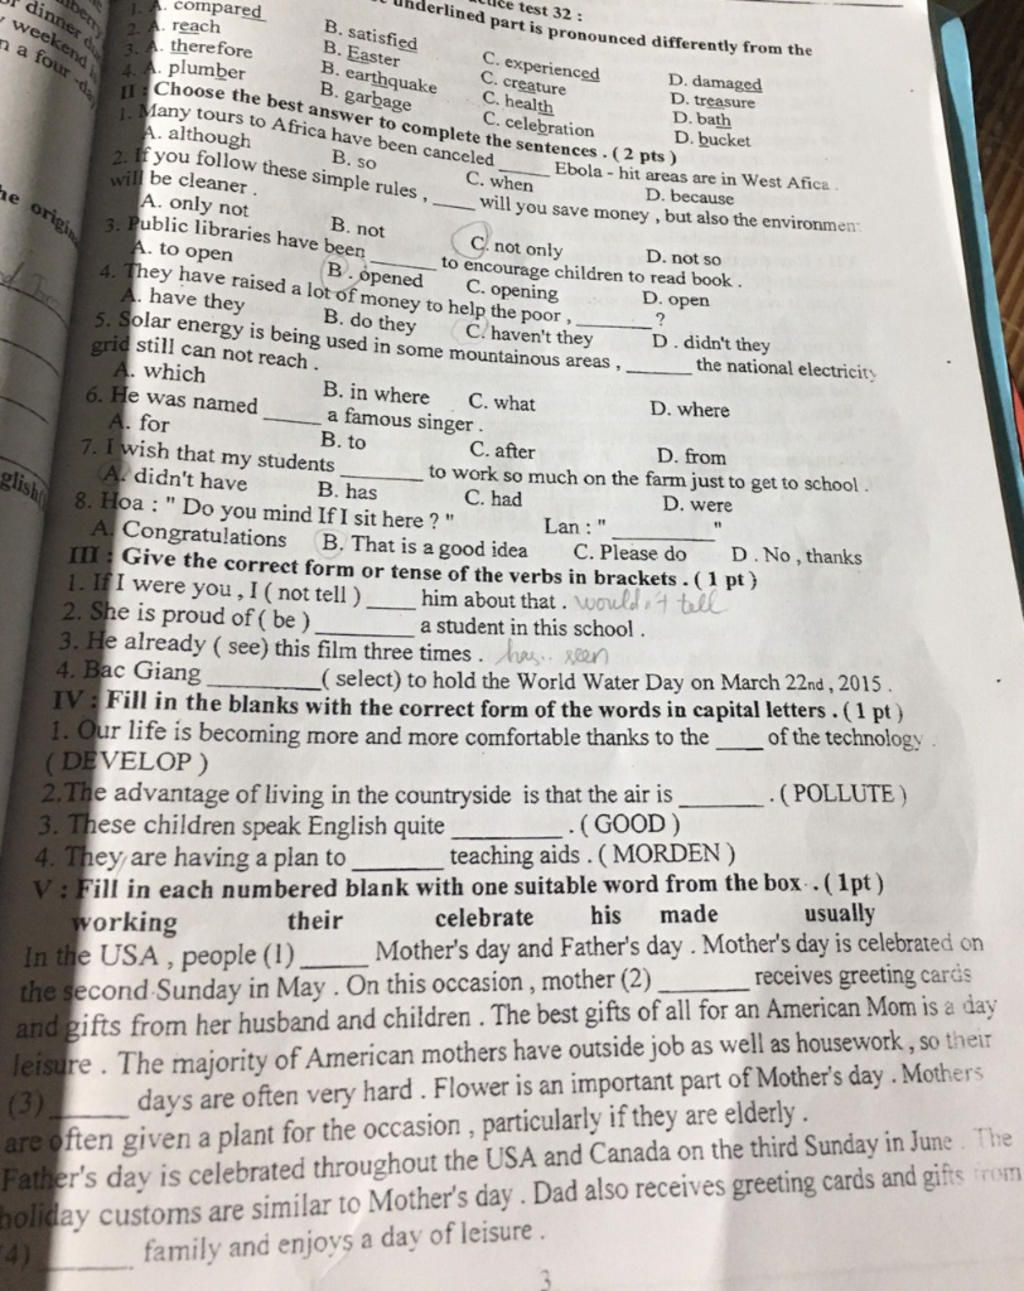 dinner
weekend
n a four-day
he origin
glish
test 32 :
underlined part is pronounced differently from the
1. A. compared B. satisfied C. experienced D. damaged
2. A. reach B. Easter C. creature D. treasure
3. A. therefore B. earthquake C. health D. bath
4. A. plumber B. garbage C. celebration D. bucket
II : Choose the best answer to complete the sentences . ( 2 pts )
1. Many tours to Africa have been canceled _____ Ebola - hit areas are in West Afica .
A. although B. so C. when D. because
2. If you follow these simple rules , ____ will you save money , but also the environment
will be cleaner .
A. only not B. not C. not only D. not so
3. Public libraries have been ______ to encourage children to read book .
A. to open B . opened C. opening D. open
4. They have raised a lot of money to help the poor , _______ ?
A. have they B. do they C. haven't they D . didn't they
5. Solar energy is being used in some mountainous areas , ______ the national electricity
grid still can not reach .
A. which B. in where C. what D. where
6. He was named _____ a famous singer .
A. for B. to C. after D. from
7. I wish that my students _______ to work so much on the farm just to get to school .
A. didn't have B. has C. had D. were
8. Hoa : " Do you mind If I sit here ? " Lan : " _________ "
A. Congratulations B. That is a good idea C. Please do D . No , thanks
III : Give the correct form or tense of the verbs in brackets . ( 1 pt )
1. If I were you , I ( not tell ) ____ him about that . wouldn't tell
2. She is proud of ( be ) _________ a student in this school .
3. He already ( see) this film three times . has.. seen
4. Bac Giang __________( select) to hold the World Water Day on March 22nd , 2015 .
IV : Fill in the blanks with the correct form of the words in capital letters . ( 1 pt )
1. Our life is becoming more and more comfortable thanks to the ____ of the technology .
( DEVELOP )
2.The advantage of living in the countryside is that the air is _______ . ( POLLUTE )
3. These children speak English quite _________ . ( GOOD )
4. They are having a plan to ________ teaching aids . ( MORDEN )
V : Fill in each numbered blank with one suitable word from the box . ( 1pt )
working their celebrate his made usually
In the USA , people (1) _____ Mother's day and Father's day . Mother's day is celebrated on
the second Sunday in May . On this occasion , mother (2) _______ receives greeting cards
and gifts from her husband and children . The best gifts of all for an American Mom is a day
leisure . The majority of American mothers have outside job as well as housework , so their
(3) ______ days are often very hard . Flower is an important part of Mother's day . Mothers
are often given a plant for the occasion , particularly if they are elderly .
Father's day is celebrated throughout the USA and Canada on the third Sunday in June . The
holiday customs are similar to Mother's day . Dad also receives greeting cards and gifts from
(4) _______ family and enjoys a day of leisure .
3